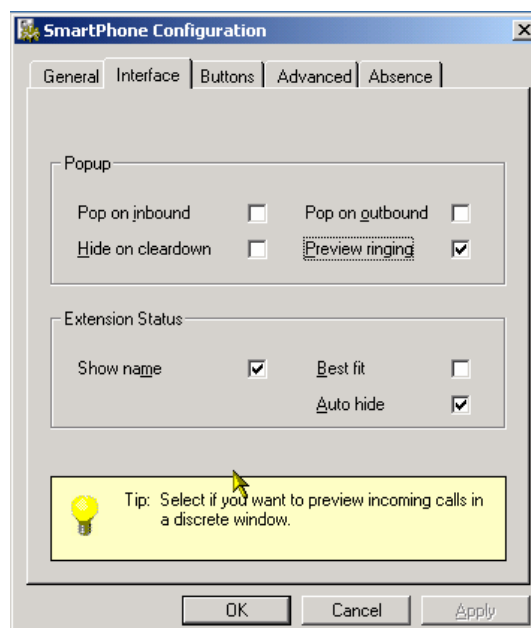 SmartPhone Configuration
General Interface Buttons Advanced Absence
Popup
Pop on inbound Pop on outbound
Hide on cleardown Preview ringing
Extension Status
Show name Best fit
Auto hide
Tip: Select if you want to preview incoming calls in
a discrete window.
OK Cancel Apply